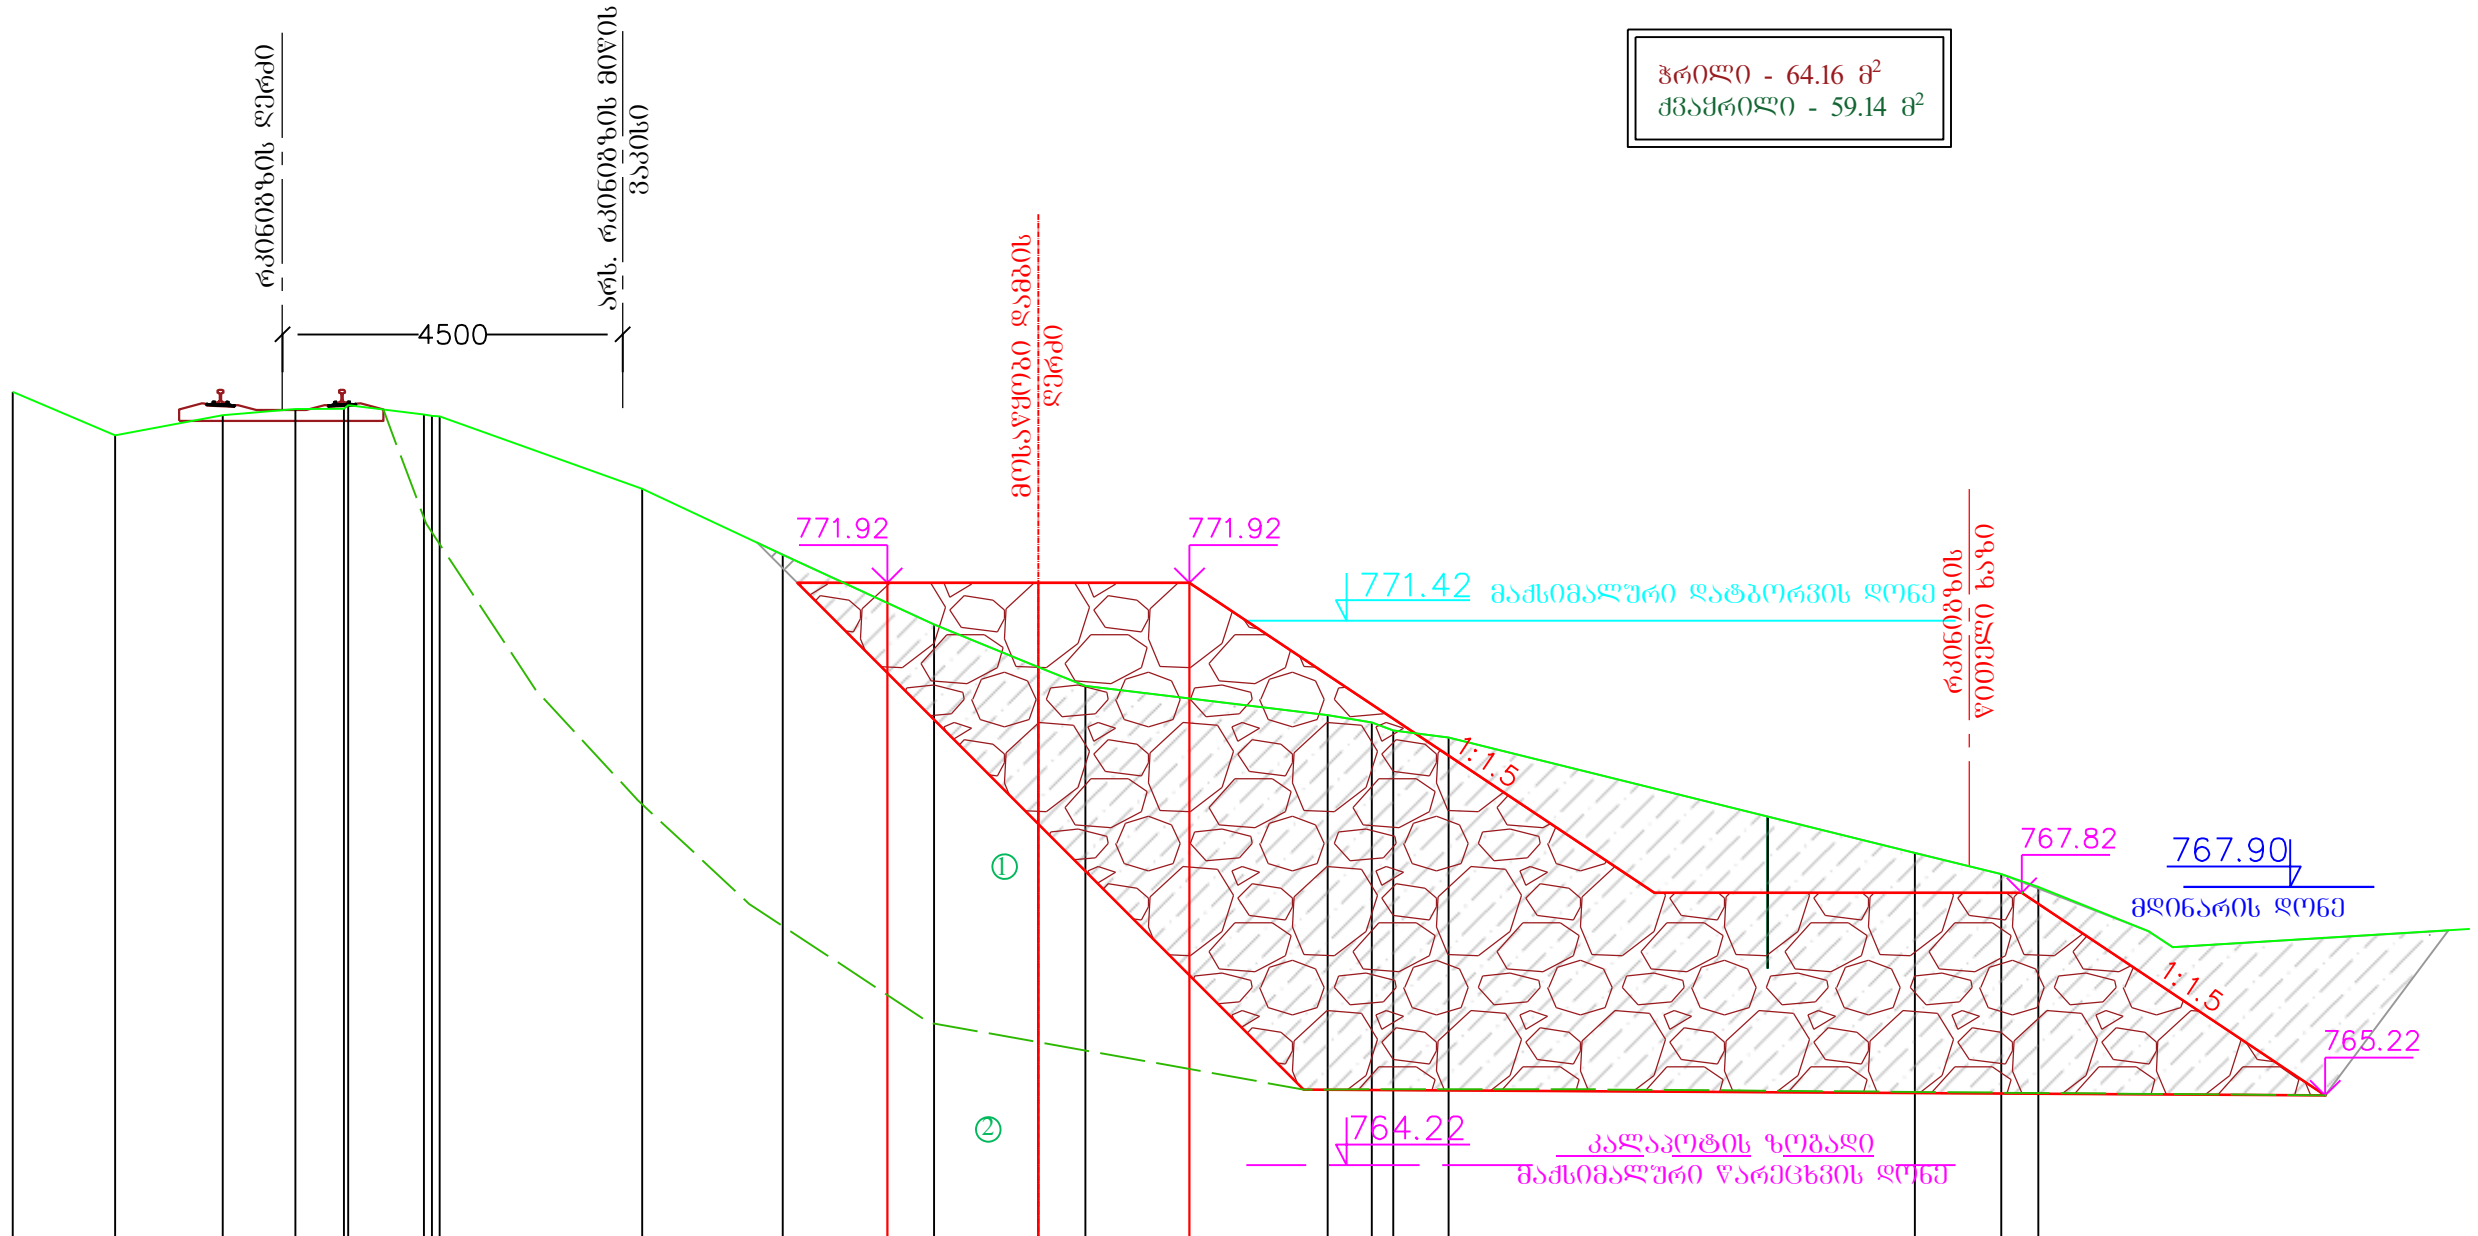 რკინიგზის ღერძი
არს. რკინიგზის მიწის
ვაკისი
ჭრილი - 64.16 მ²
ქვაყრილი - 59.14 მ²
მოსაწყობი დამბის
ღერძი
4500
771.92
771.92
771.42 მაქსიმალური დატბორვის დონე
რკინიგზის
წითელი ხაზი
1:1.5
767.82
767.90
მდინარის დონე
1:1.5
765.22
1
2
764.22
კალაპოტის ზოგადი
მაქსიმალური წარეცხვის დონე